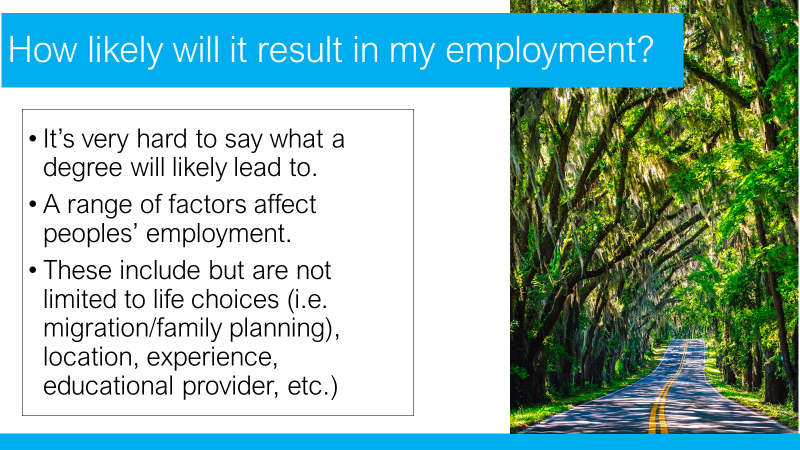 How likely will it result in my employment?
• It’s very hard to say what a
degree will likely lead to.
• A range of factors affect
peoples’ employment.
• These include but are not
limited to life choices (i.e.
migration/family planning),
location, experience,
educational provider, etc.)